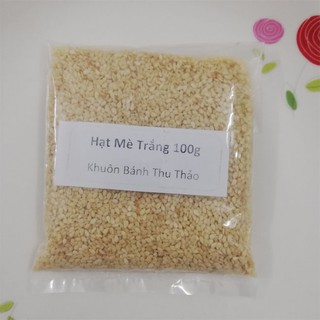 Hạt Mè Trắng 100g
Khuôn Bánh Thu Thảo